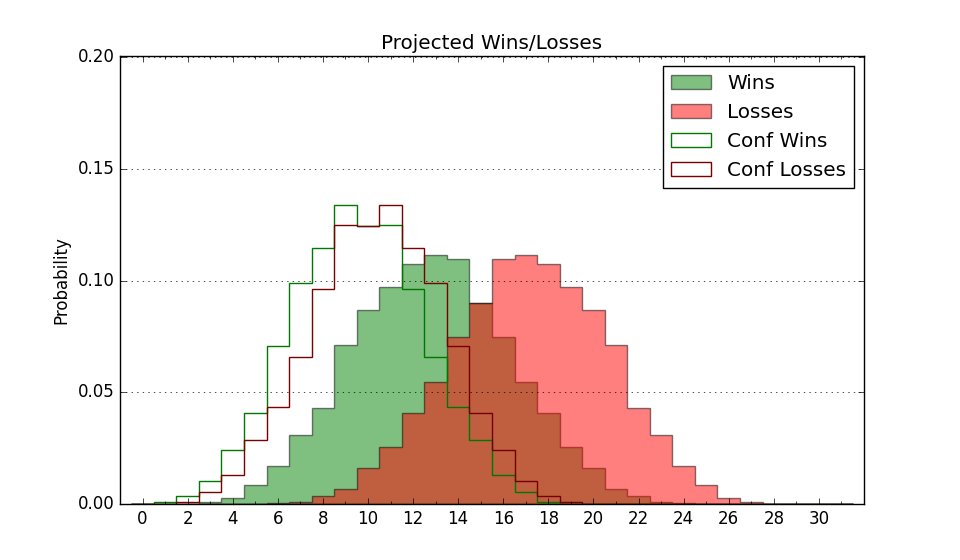 Projected Wins/Losses
0.20
0.15
0.10
0.05
0.00
Probability
Wins
Losses
Conf Wins
Conf Losses
0 2 4 6 8 10 12 14 16 18 20 22 24 26 28 30